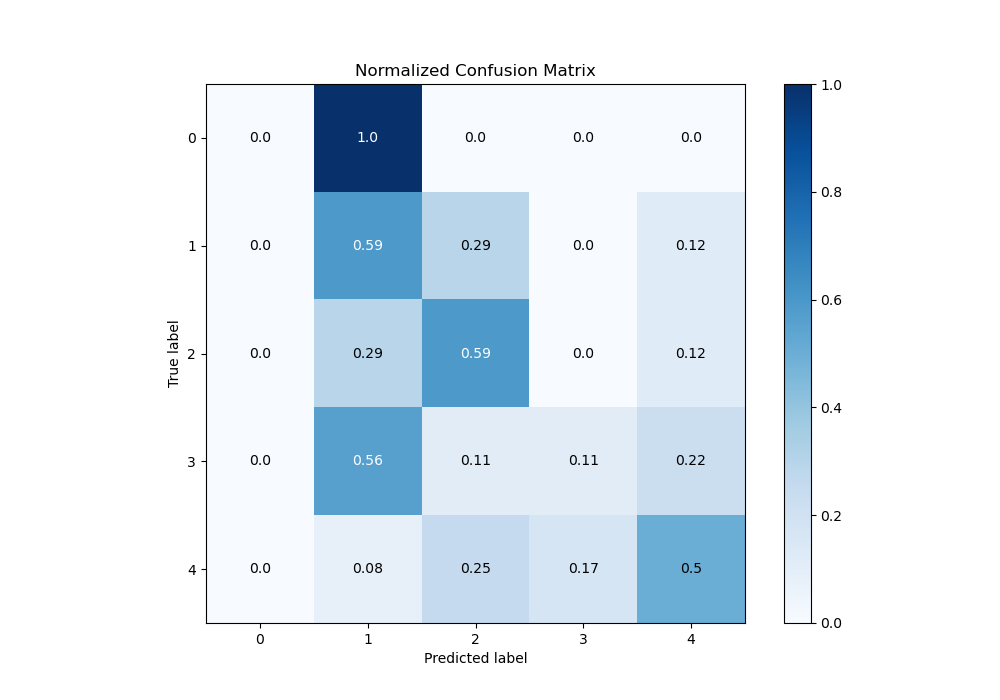 Normalized Confusion Matrix
0 0.0 1.0 0.0 0.0 0.0
1 0.0 0.59 0.29 0.0 0.12
2 0.0 0.29 0.59 0.0 0.12
3 0.0 0.56 0.11 0.11 0.22
4 0.0 0.08 0.25 0.17 0.5
0 1 2 3 4
Predicted label
True label
1.0
0.8
0.6
0.4
0.2
0.0